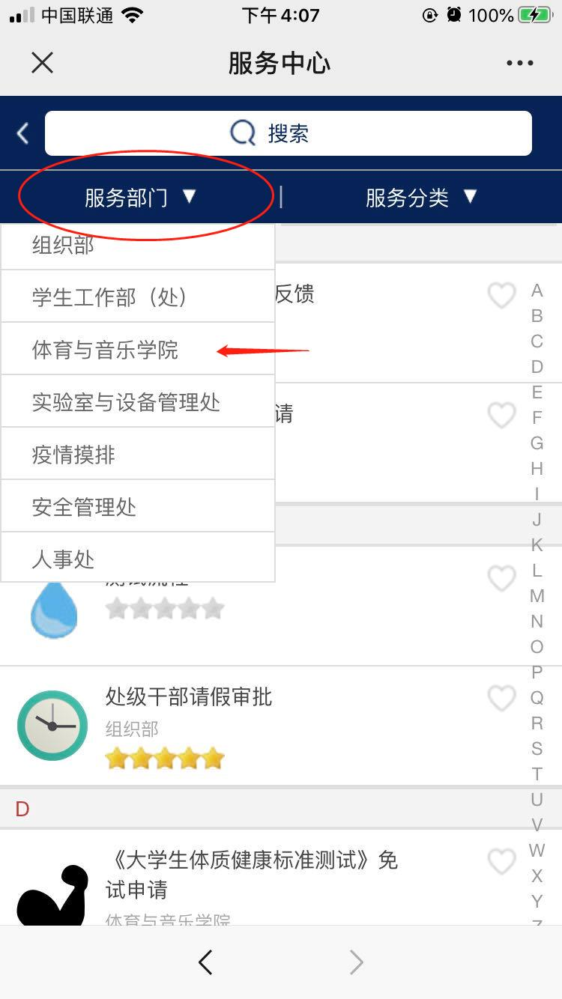 中国联通
下午4:07
100%
服务中心
搜索
服务部门 ▼ | 服务分类 ▼
组织部
学生工作部（处）
体育与音乐学院
实验室与设备管理处
疫情摸排
安全管理处
人事处
反馈
请
处级干部请假审批
组织部
D
《大学生体质健康标准测试》免
试申请
体育与音乐学院
A
B
C
D
E
F
G
H
I
J
K
L
M
N
O
P
Q
R
S
T
U
V
W
X
Y
Z